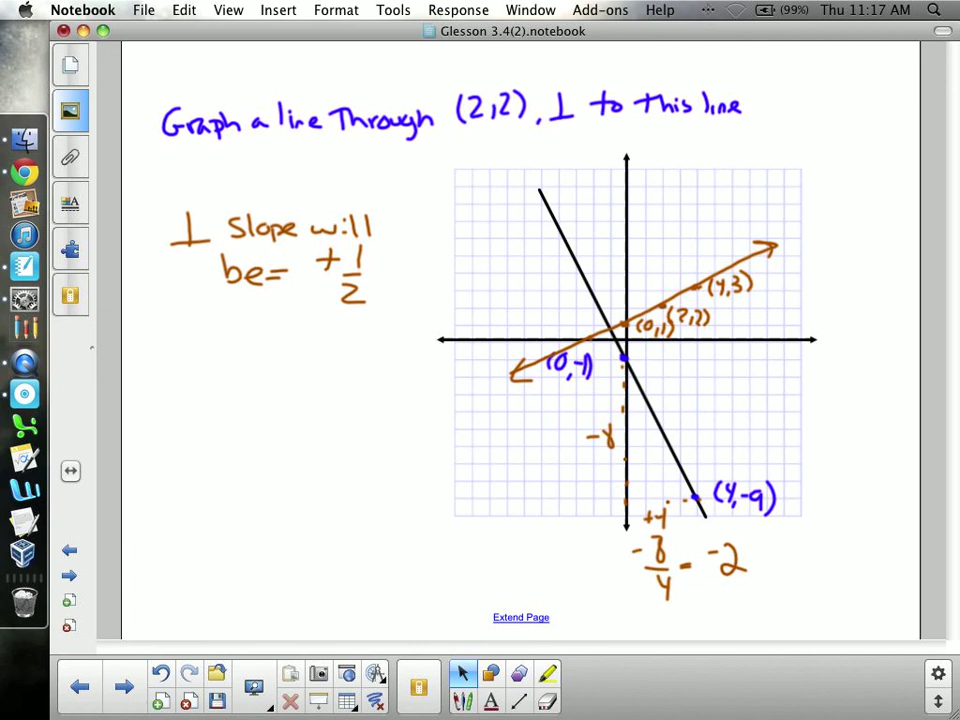 Notebook File Edit View Insert Format Tools Response Window Add-ons Help ··· (99%) Thu 11:17 AM
Glesson 3.4(2).notebook
Graph a line Through (2,2), ⊥ to this line
⊥ Slope will
be= +1/2
(4,3)
(0,1) (2,2)
(0,-1)
-8
(4,-9)
+4
-8/4 = -2
Extend Page